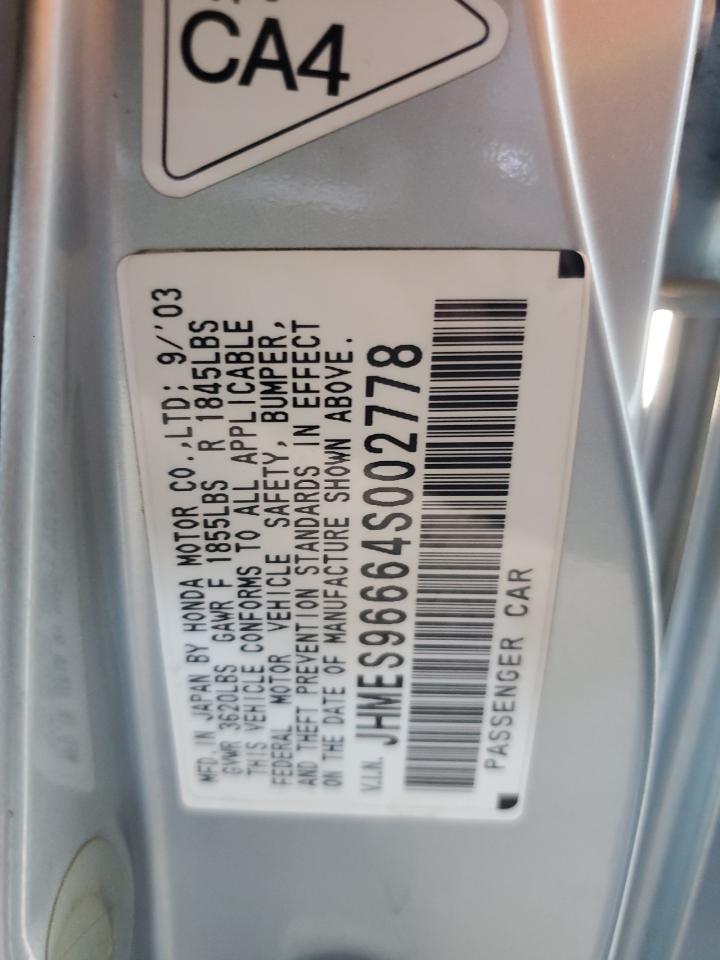 CA4
MFD. IN JAPAN BY HONDA MOTOR CO.,LTD; 9/'03
GVWR 3620LBS GAWR F 1855LBS R 1845LBS
THIS VEHICLE CONFORMS TO ALL APPLICABLE
FEDERAL MOTOR VEHICLE SAFETY, BUMPER,
AND THEFT PREVENTION STANDARDS IN EFFECT
ON THE DATE OF MANUFACTURE SHOWN ABOVE.
V.I.N. JHMES96664S002778
PASSENGER CAR